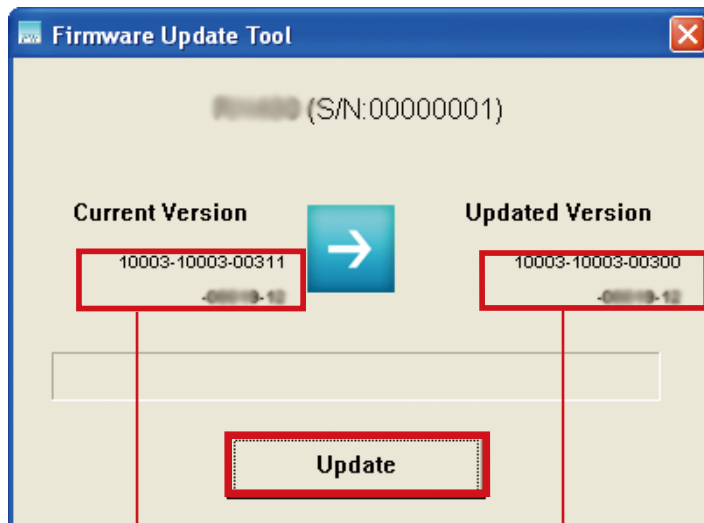 Firmware Update Tool
(S/N:00000001)
Current Version
Updated Version
10003-10003-00311
10003-10003-00300
Update